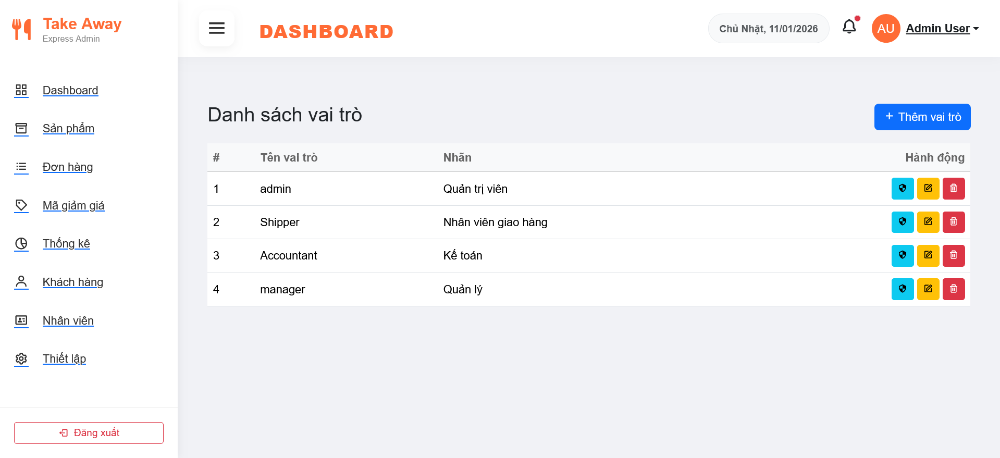 Take Away
Express Admin
DASHBOARD
Chủ Nhật, 11/01/2026
AU
Admin User
Dashboard
Sản phẩm
Đơn hàng
Mã giảm giá
Thống kê
Khách hàng
Nhân viên
Thiết lập
Đăng xuất
Danh sách vai trò
+ Thêm vai trò
# Tên vai trò Nhãn Hành động
1 admin Quản trị viên
2 Shipper Nhân viên giao hàng
3 Accountant Kế toán
4 manager Quản lý